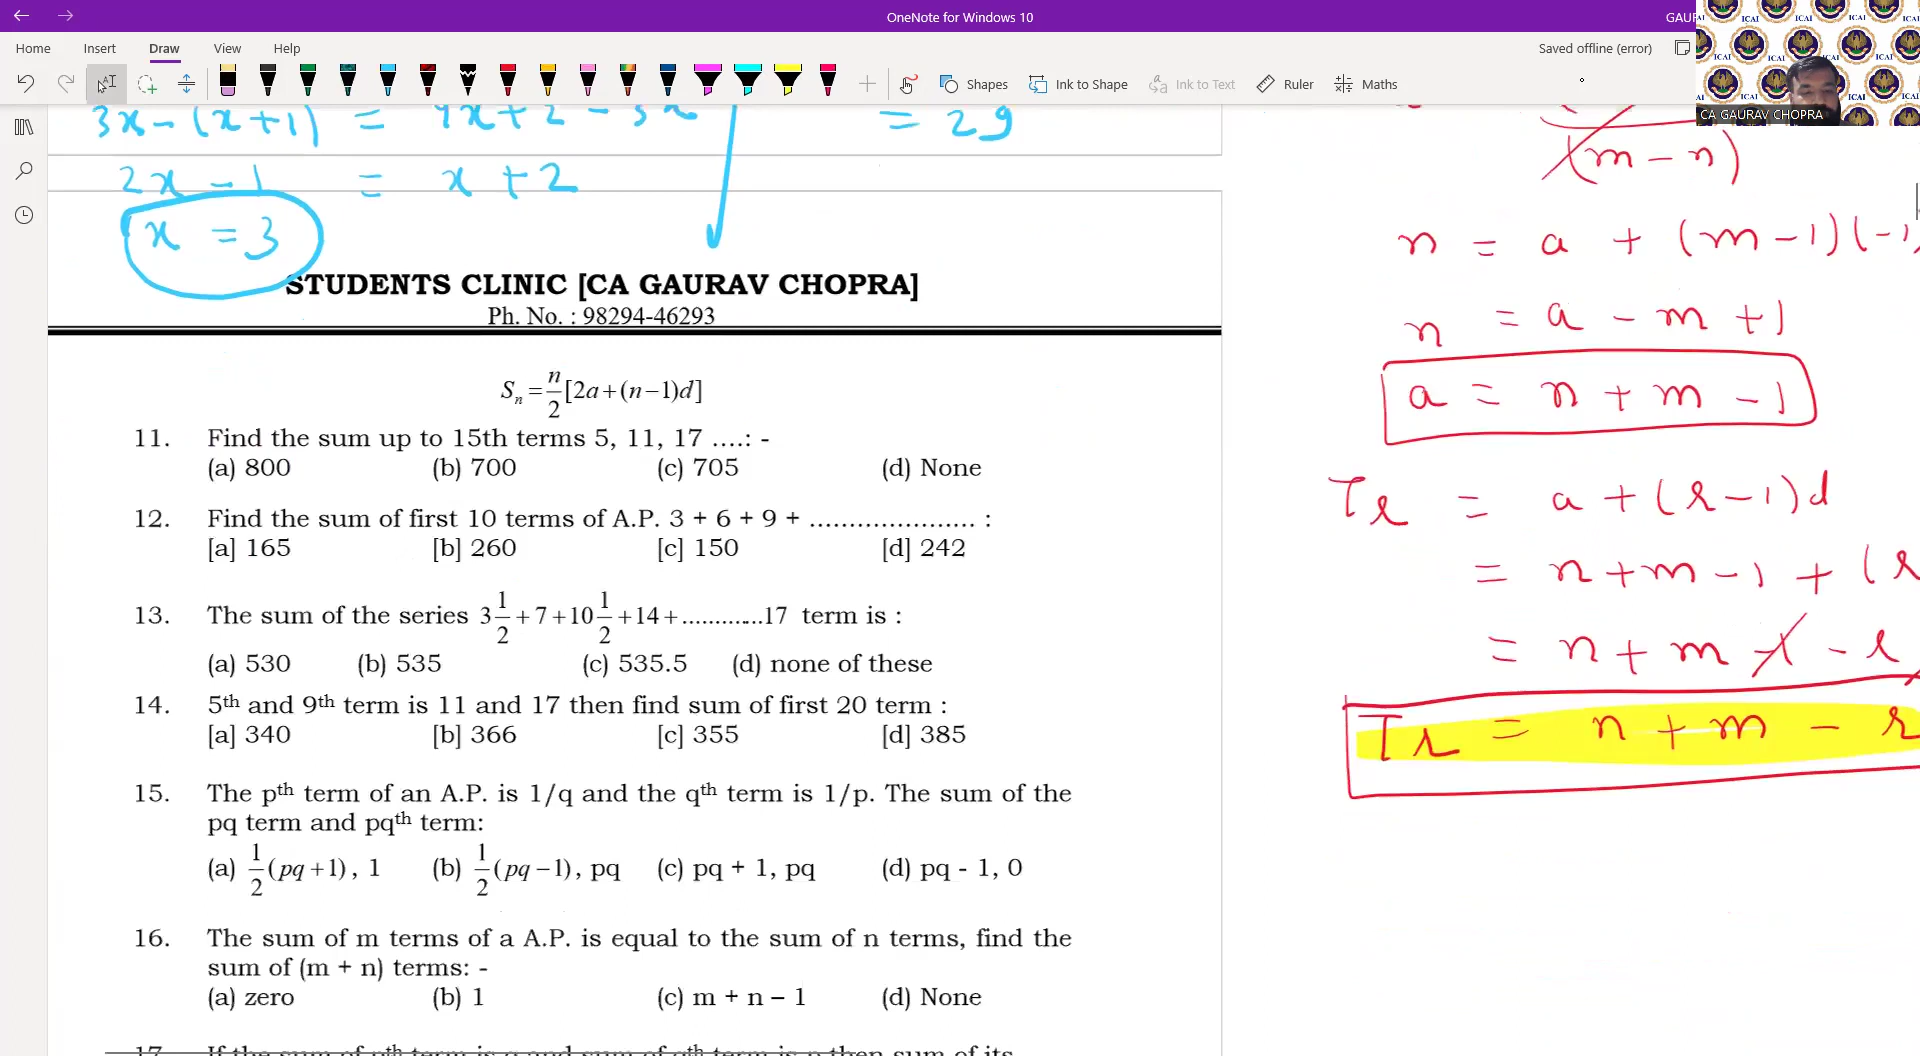 OneNote for Windows 10
Home Insert Draw View Help
Saved offline (error)
Shapes Ink to Shape Ink to Text Ruler Maths
CA GAURAV CHOPRA
3x-(x+1) =
= 29
2x-1 = x+2
x = 3
STUDENTS CLINIC [CA GAURAV CHOPRA]
Ph. No. : 98294-46293
S_n = n/2 [2a+(n−1)d]
11. Find the sum up to 15th terms 5, 11, 17 ....: -
(a) 800 (b) 700 (c) 705 (d) None
12. Find the sum of first 10 terms of A.P. 3 + 6 + 9 + ..................... :
[a] 165 [b] 260 [c] 150 [d] 242
13. The sum of the series 3 1/2 + 7 + 10 1/2 + 14 + ............17 term is :
(a) 530 (b) 535 (c) 535.5 (d) none of these
14. 5th and 9th term is 11 and 17 then find sum of first 20 term :
[a] 340 [b] 366 [c] 355 [d] 385
15. The pth term of an A.P. is 1/q and the qth term is 1/p. The sum of the
pq term and pqth term:
(a) 1/2 (pq+1), 1 (b) 1/2 (pq−1), pq (c) pq + 1, pq (d) pq - 1, 0
16. The sum of m terms of a A.P. is equal to the sum of n terms, find the
sum of (m + n) terms: -
(a) zero (b) 1 (c) m + n – 1 (d) None
(m - n)
n = a + (m-1)(-1
n = a - m + 1
a = n + m - 1
Tr = a + (r-1)d
= n+m-1 + (r
= n+m-1 - r
Tr = n+m - r